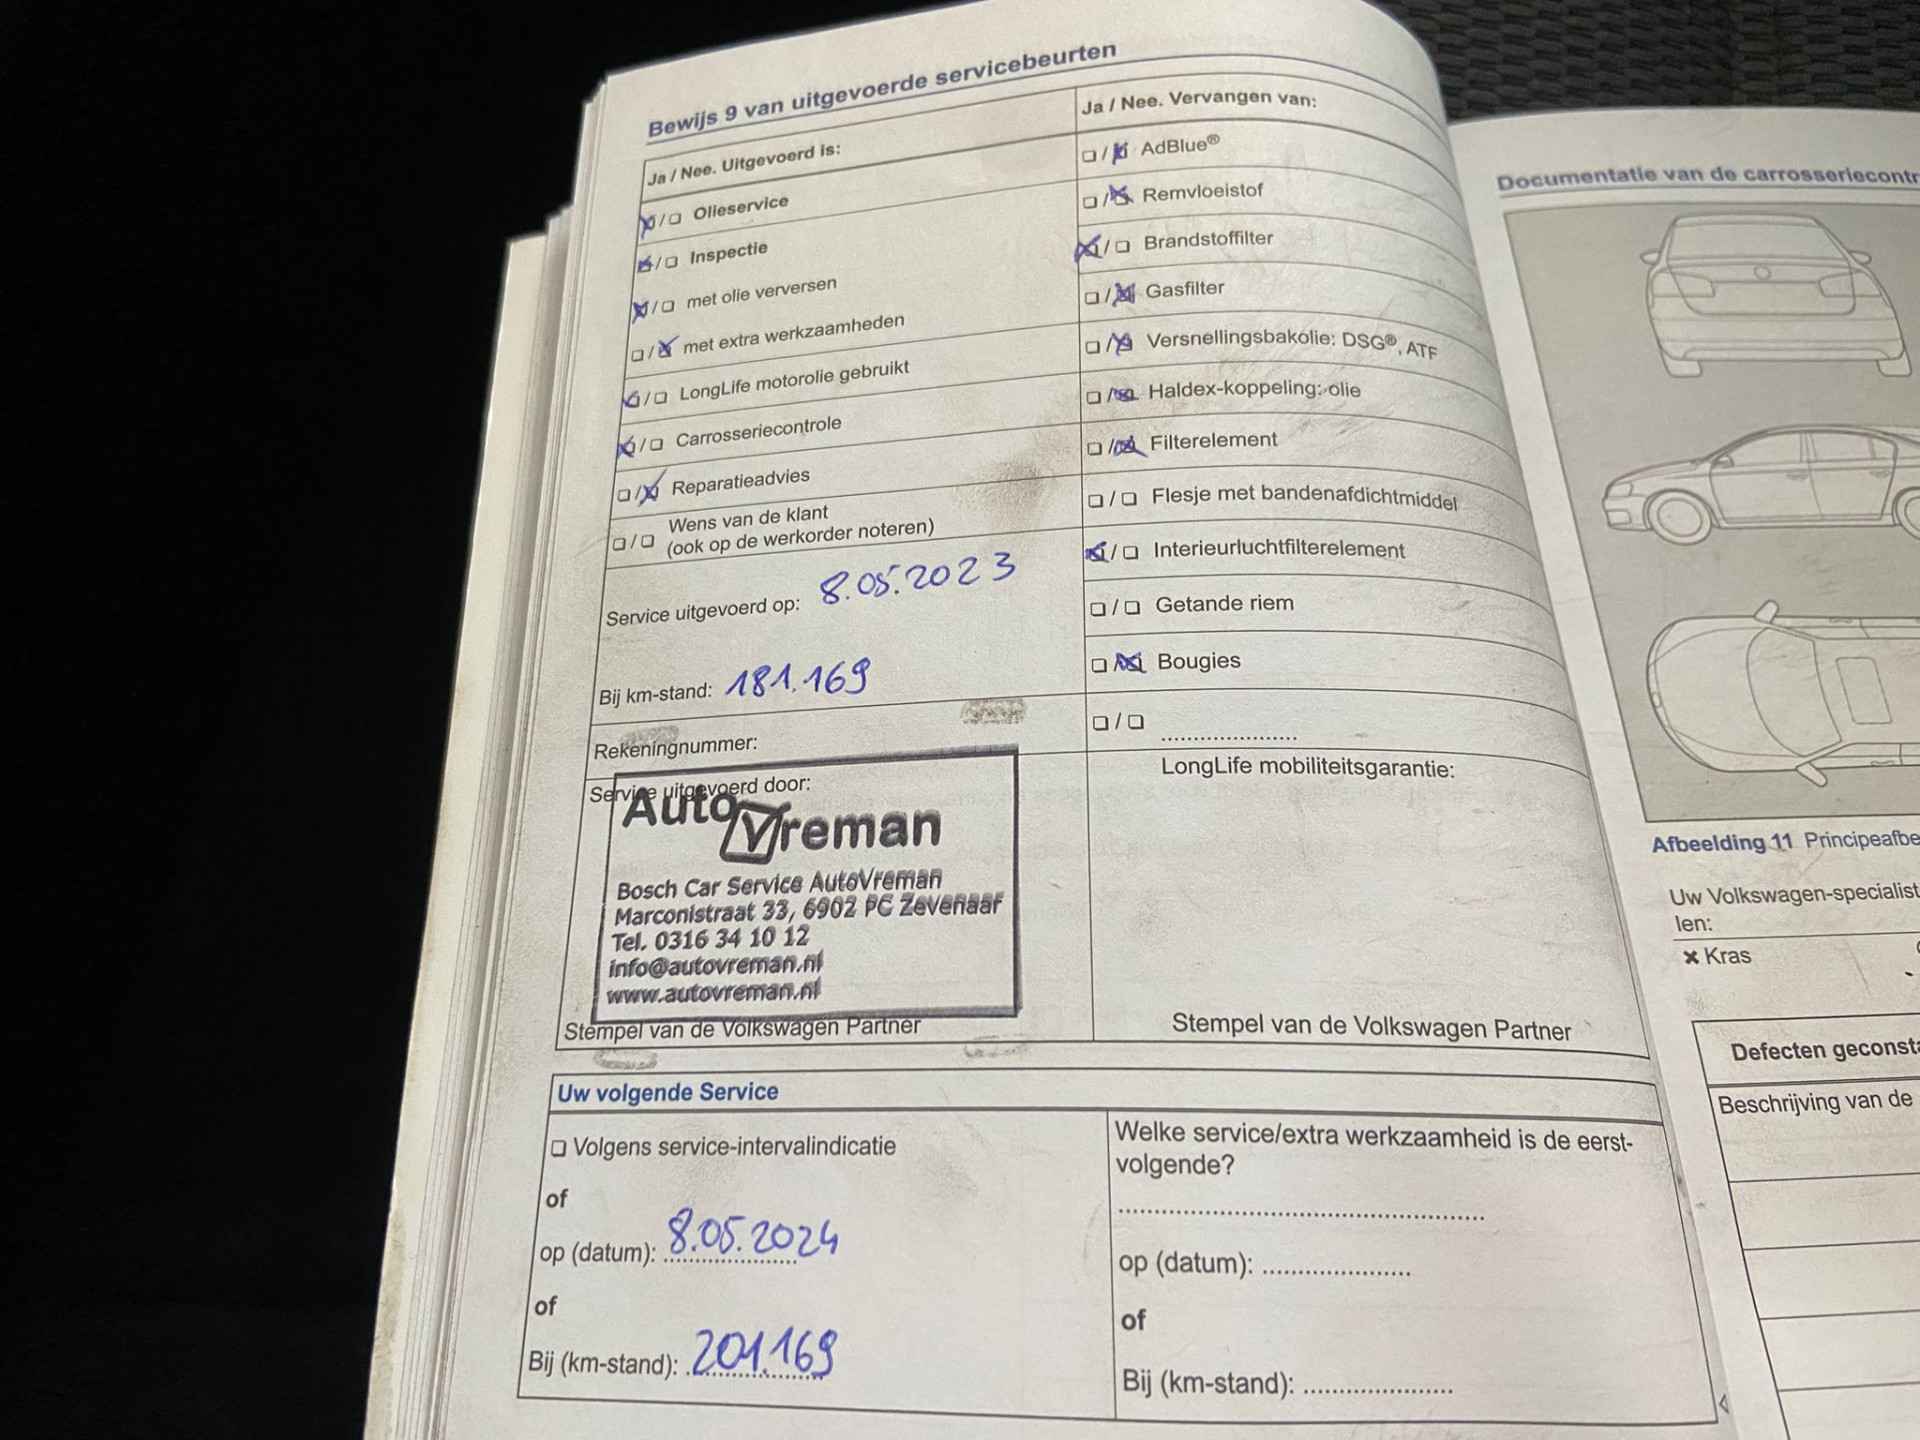 Bewijs 9 van uitgevoerde servicebeurten
Ja / Nee. Uitgevoerd is:
☒/❏ Olieservice
☒/❏ Inspectie
☒/❏ met olie verversen
❏/☒ met extra werkzaamheden
☒/❏ LongLife motorolie gebruikt
☒/❏ Carrosseriecontrole
❏/☒ Reparatieadvies
❏/❏ Wens van de klant
(ook op de werkorder noteren)
Service uitgevoerd op: 8.05.2023
Bij km-stand: 181.169
Rekeningnummer:
Service uitgevoerd door:
Auto Vreman
Bosch Car Service AutoVreman
Marconistraat 33, 6902 PC Zevenaar
Tel. 0316 34 10 12
info@autovreman.nl
www.autovreman.nl
Stempel van de Volkswagen Partner
Ja / Nee. Vervangen van:
❏/☒ AdBlue®
❏/☒ Remvloeistof
☒/❏ Brandstoffilter
❏/☒ Gasfilter
❏/☒ Versnellingsbakolie: DSG®, ATF
❏/☒ Haldex-koppeling: olie
❏/☒ Filterelement
❏/❏ Flesje met bandenafdichtmiddel
☒/❏ Interieurluchtfilterelement
❏/❏ Getande riem
❏/☒ Bougies
❏/❏ .....................
LongLife mobiliteitsgarantie:
Stempel van de Volkswagen Partner
Uw volgende Service
❏ Volgens service-intervalindicatie
of
op (datum): 8.05.2024
of
Bij (km-stand): 201.169
Welke service/extra werkzaamheid is de eerst-
volgende?
......................................................
op (datum): ......................
of
Bij (km-stand): ......................
Documentatie van de carrosseriecontr
Afbeelding 11 Principeafbe
Uw Volkswagen-specialist
len:
✖ Kras
Defecten geconsta
Beschrijving van de